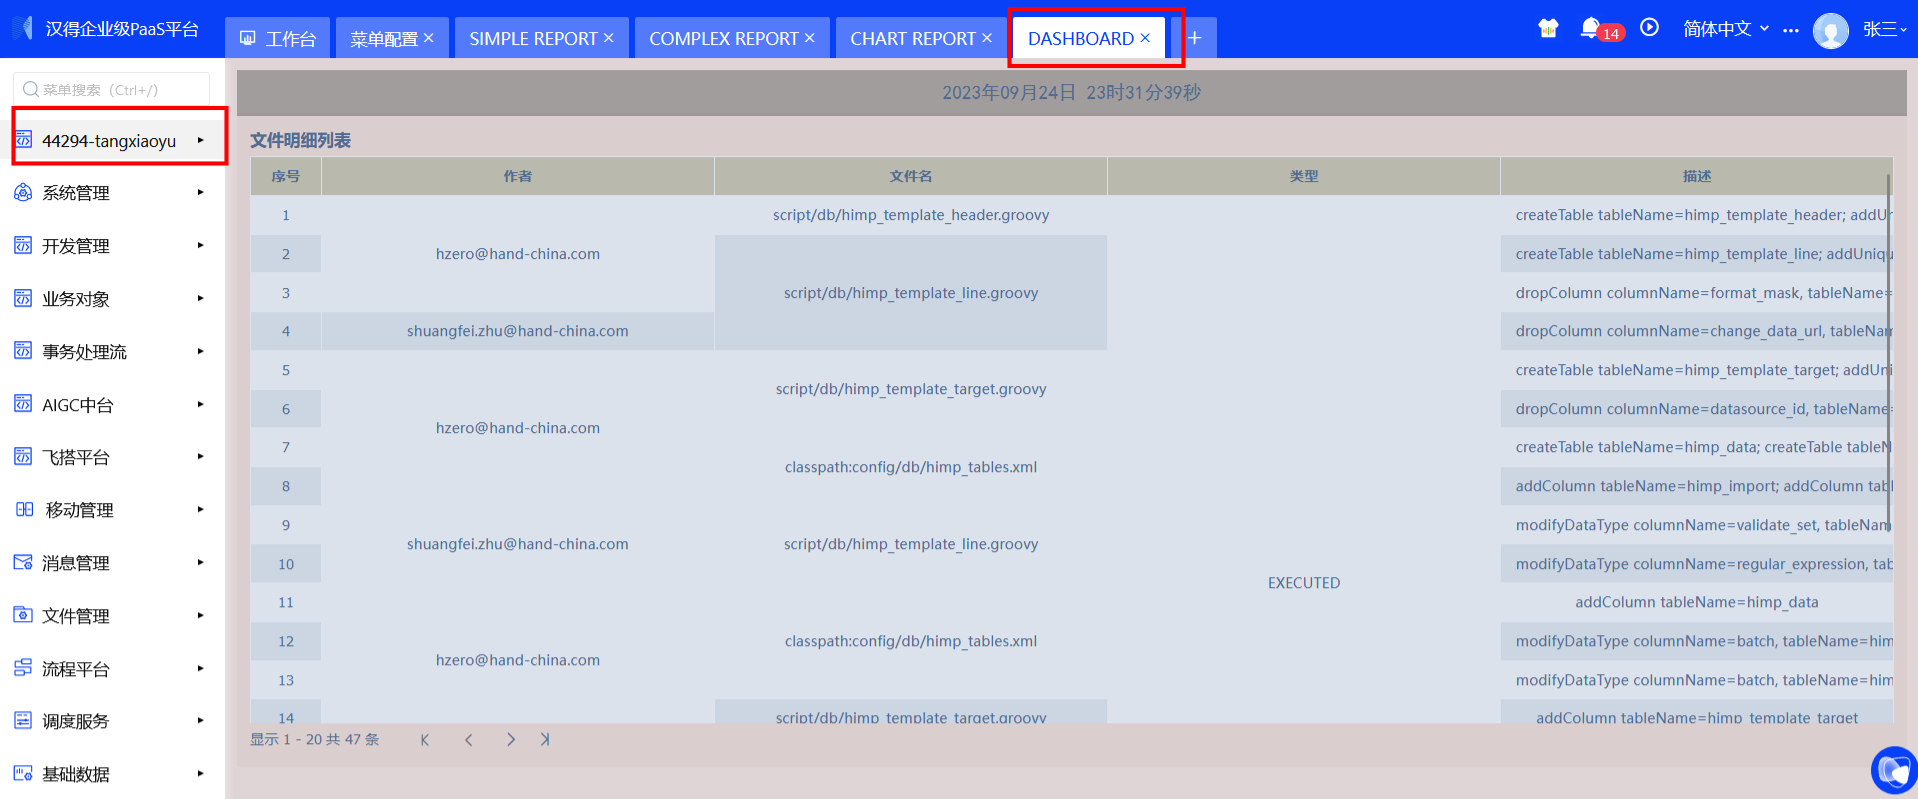 汉得企业级PaaS平台
工作台
菜单配置 ×
SIMPLE REPORT ×
COMPLEX REPORT ×
CHART REPORT ×
DASHBOARD ×
+
14
简体中文
···
张三
菜单搜索 (Ctrl+/)
44294-tangxiaoyu
系统管理
开发管理
业务对象
事务处理流
AIGC中台
飞搭平台
移动管理
消息管理
文件管理
流程平台
调度服务
基础数据
2023年09月24日 23时31分39秒
文件明细列表
序号 作者 文件名 类型 描述
1 script/db/himp_template_header.groovy createTable tableName=himp_template_header;
2 hzero@hand-china.com createTable tableName=himp_template_line;
3 script/db/himp_template_line.groovy dropColumn columnName=format_mask, tableName=
4 shuangfei.zhu@hand-china.com dropColumn columnName=change_data_url,
5 createTable tableName=himp_template_target;
script/db/himp_template_target.groovy
6 dropColumn columnName=datasource_id, tableName=
hzero@hand-china.com
7 createTable tableName=himp_data; createTable
classpath:config/db/himp_tables.xml
8 addColumn tableName=himp_import; addColumn
9 modifyDataType columnName=validate_set,
shuangfei.zhu@hand-china.com script/db/himp_template_line.groovy
10 modifyDataType columnName=regular_expression,
EXECUTED
11 addColumn tableName=himp_data
12 classpath:config/db/himp_tables.xml modifyDataType columnName=batch, tableName=him
hzero@hand-china.com
13 modifyDataType columnName=batch, tableName=him
14 script/db/himp_template_target.groovy addColumn tableName=himp_template_target
显示 1 - 20 共 47 条